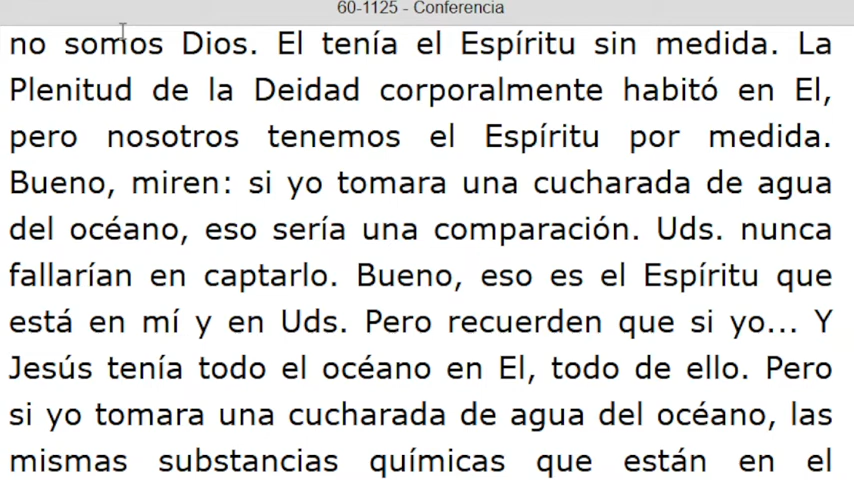 60-1125 - Conferencia
no somos Dios. El tenía el Espíritu sin medida. La
Plenitud de la Deidad corporalmente habitó en El,
pero nosotros tenemos el Espíritu por medida.
Bueno, miren: si yo tomara una cucharada de agua
del océano, eso sería una comparación. Uds. nunca
fallarían en captarlo. Bueno, eso es el Espíritu que
está en mí y en Uds. Pero recuerden que si yo... Y
Jesús tenía todo el océano en El, todo de ello. Pero
si yo tomara una cucharada de agua del océano, las
mismas substancias químicas que están en el